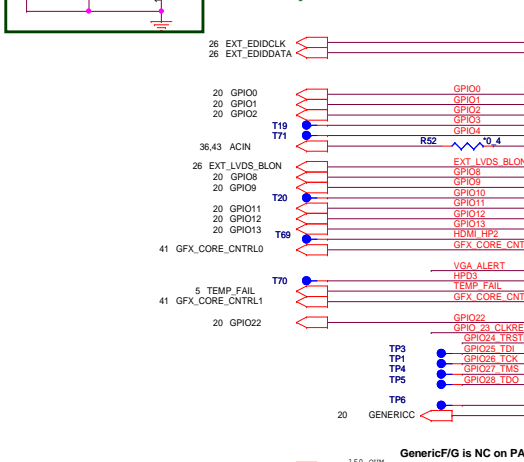 26 EXT_EDIDCLK
26 EXT_EDIDDATA
20 GPIO0 GPIO0
20 GPIO1 GPIO1
20 GPIO2 GPIO2
T19 GPIO3
T71 GPIO4
36,43 ACIN R52 *0_4
26 EXT_LVDS_BLON EXT_LVDS_BLON
20 GPIO8 GPIO8
20 GPIO9 GPIO9
T20 GPIO10
20 GPIO11 GPIO11
20 GPIO12 GPIO12
20 GPIO13 GPIO13
T69 HDMI_HP2
41 GFX_CORE_CNTRL0 GFX_CORE_CNT
VGA_ALERT
T70 HPD3
5 TEMP_FAIL TEMP_FAIL
41 GFX_CORE_CNTRL1 GFX_CORE_CNT
20 GPIO22 GPIO22
GPIO_23_CLKRE
GPIO24_TRST
TP3 GPIO25_TDI
TP1 GPIO26_TCK
TP4 GPIO27_TMS
TP5 GPIO28_TDO
TP6
20 GENERICC
GenericF/G is NC on PA